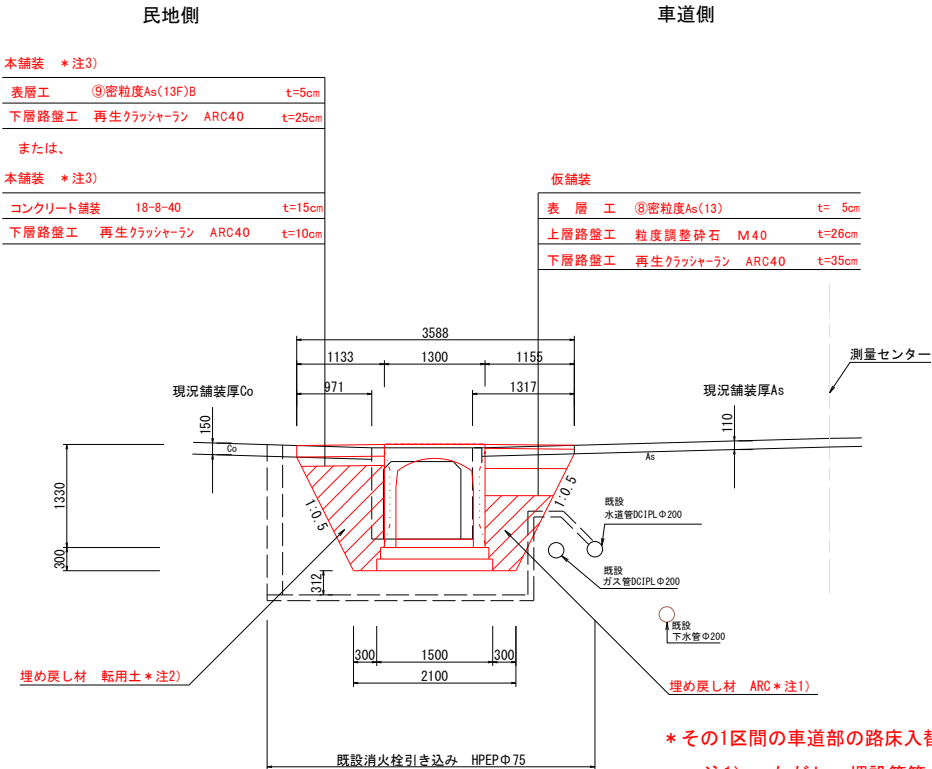 民地側
車道側
本舗装 *注3)
表層工 ⑨密粒度As(13F)B t=5cm
下層路盤工 再生クラッシャーラン ARC40 t=25cm
または、
本舗装 *注3)
コンクリート舗装 18-8-40 t=15cm
下層路盤工 再生クラッシャーラン ARC40 t=10cm
仮舗装
表 層 工 ⑧密粒度As(13) t= 5cm
上層路盤工 粒度調整砕石 M40 t=26cm
下層路盤工 再生クラッシャーラン ARC40 t=35cm
3588
1133 1300 1155
971 1317
測量センター
現況舗装厚Co
現況舗装厚As
150
110
Co
As
1330
300
1:0.5
1:0.5
312
既設
水道管DCIPLΦ200
既設
ガス管DCIPLΦ200
既設
下水管Φ200
300 1500 300
2100
埋め戻し材 転用土*注2)
埋め戻し材 ARC*注1)
*その1区間の車道部の路床入替
既設消火栓引き込み HPEPΦ75